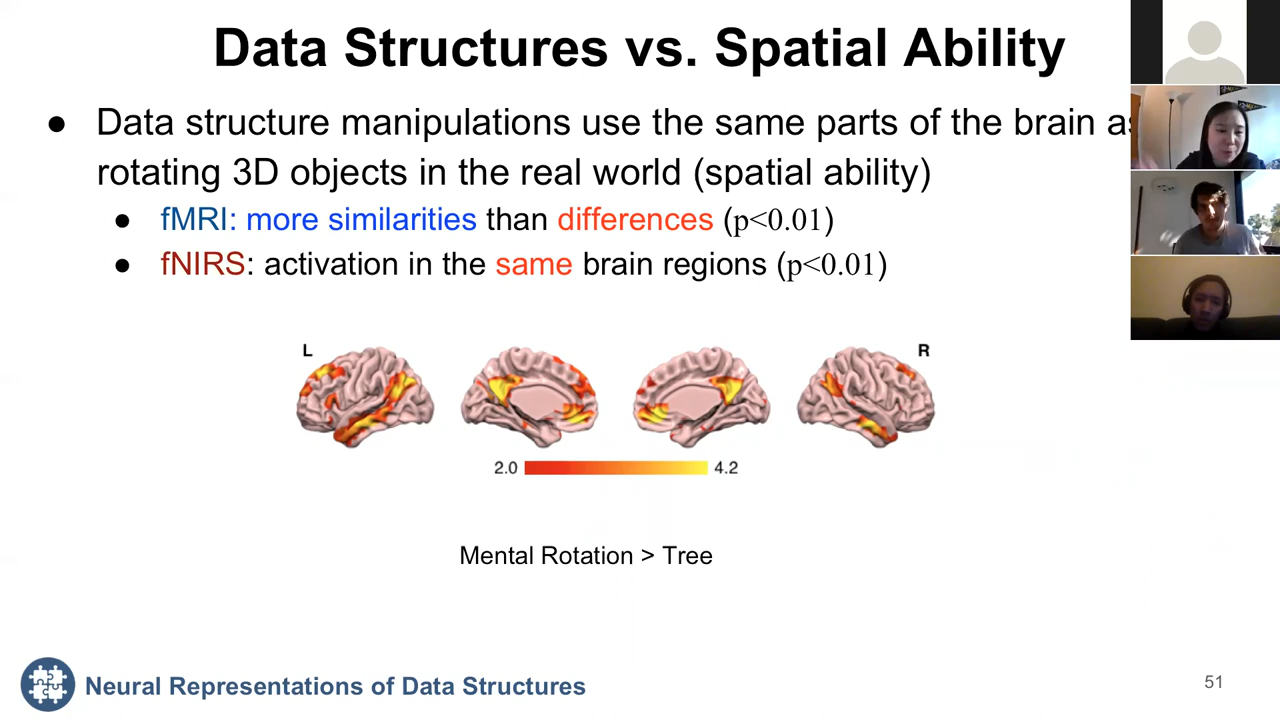 Data Structures vs. Spatial Ability
● Data structure manipulations use the same parts of the brain as
rotating 3D objects in the real world (spatial ability)
● fMRI: more similarities than differences (p<0.01)
● fNIRS: activation in the same brain regions (p<0.01)
L
R
2.0
4.2
Mental Rotation > Tree
Neural Representations of Data Structures
51